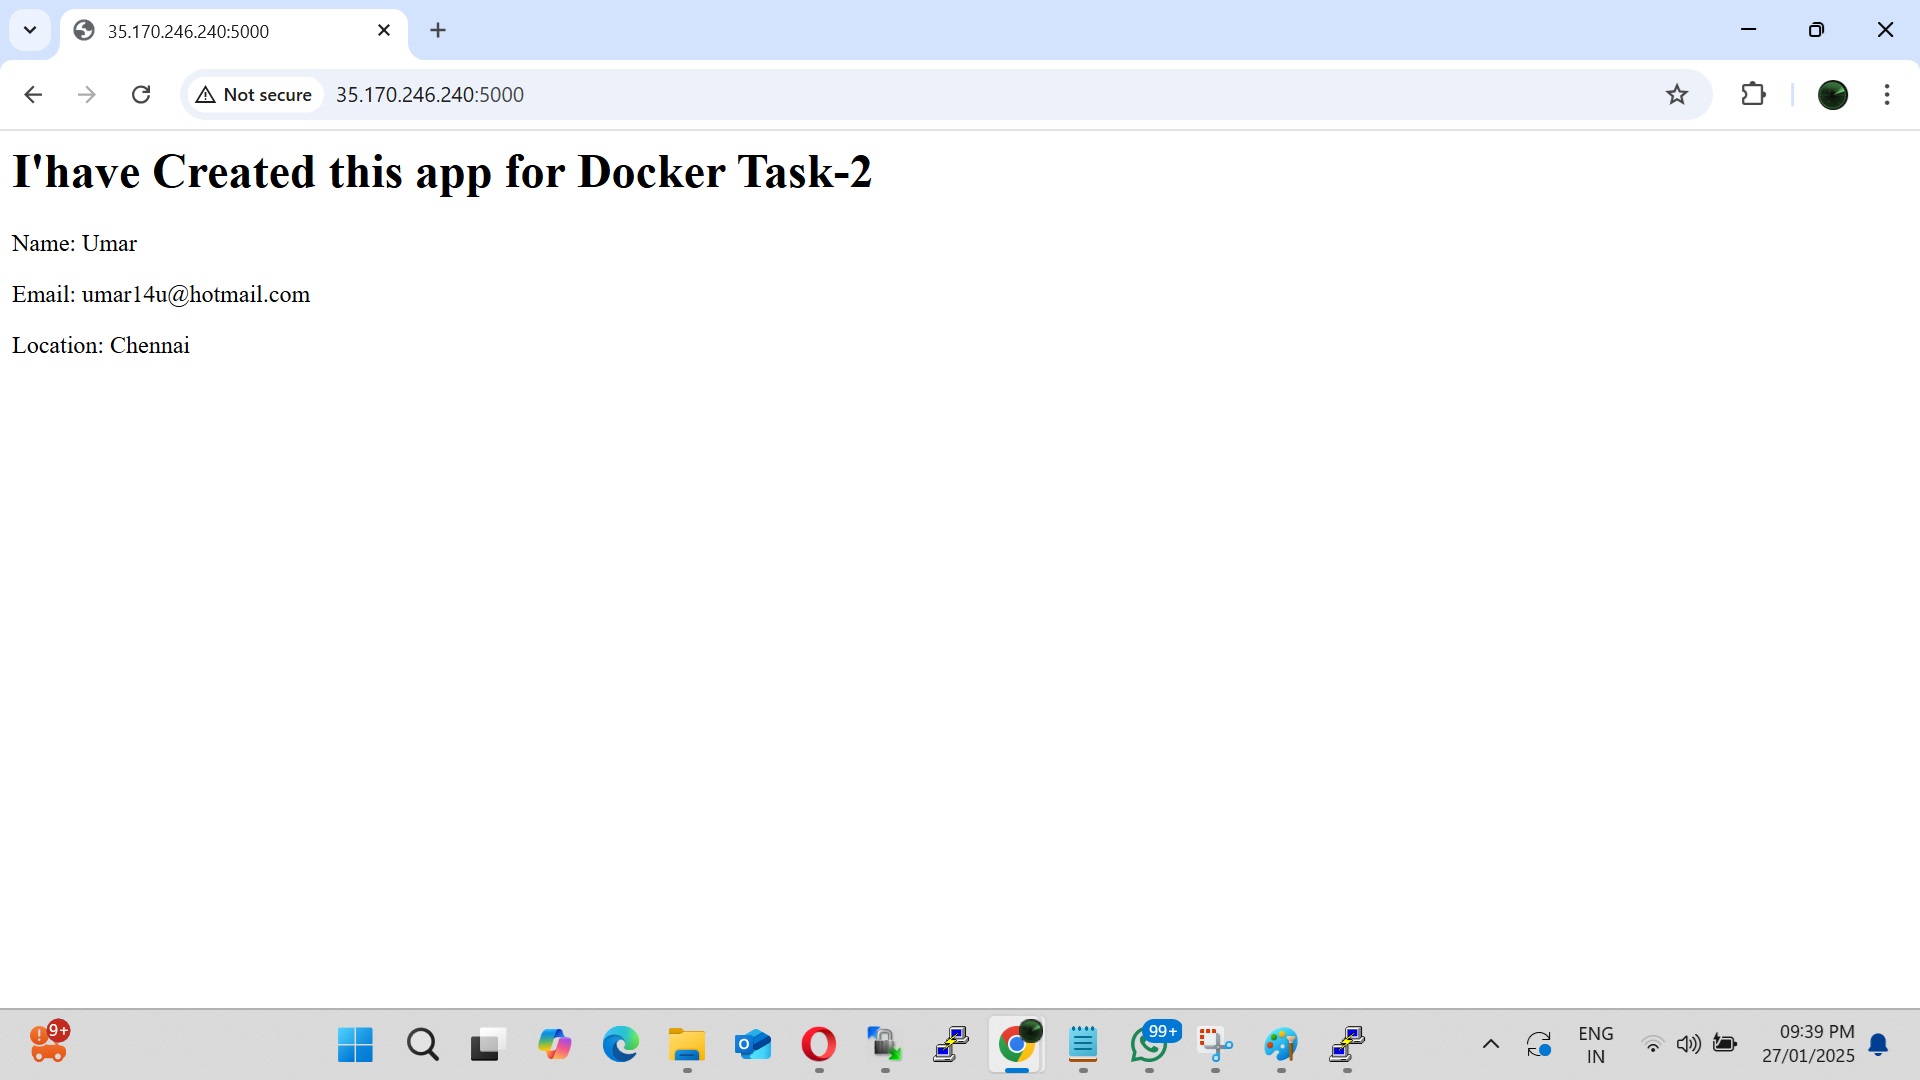 35.170.246.240:5000
Not secure
35.170.246.240:5000
I'have Created this app for Docker Task-2
Name: Umar
Email: umar14u@hotmail.com
Location: Chennai
9+
99+
ENG
IN
09:39 PM
27/01/2025